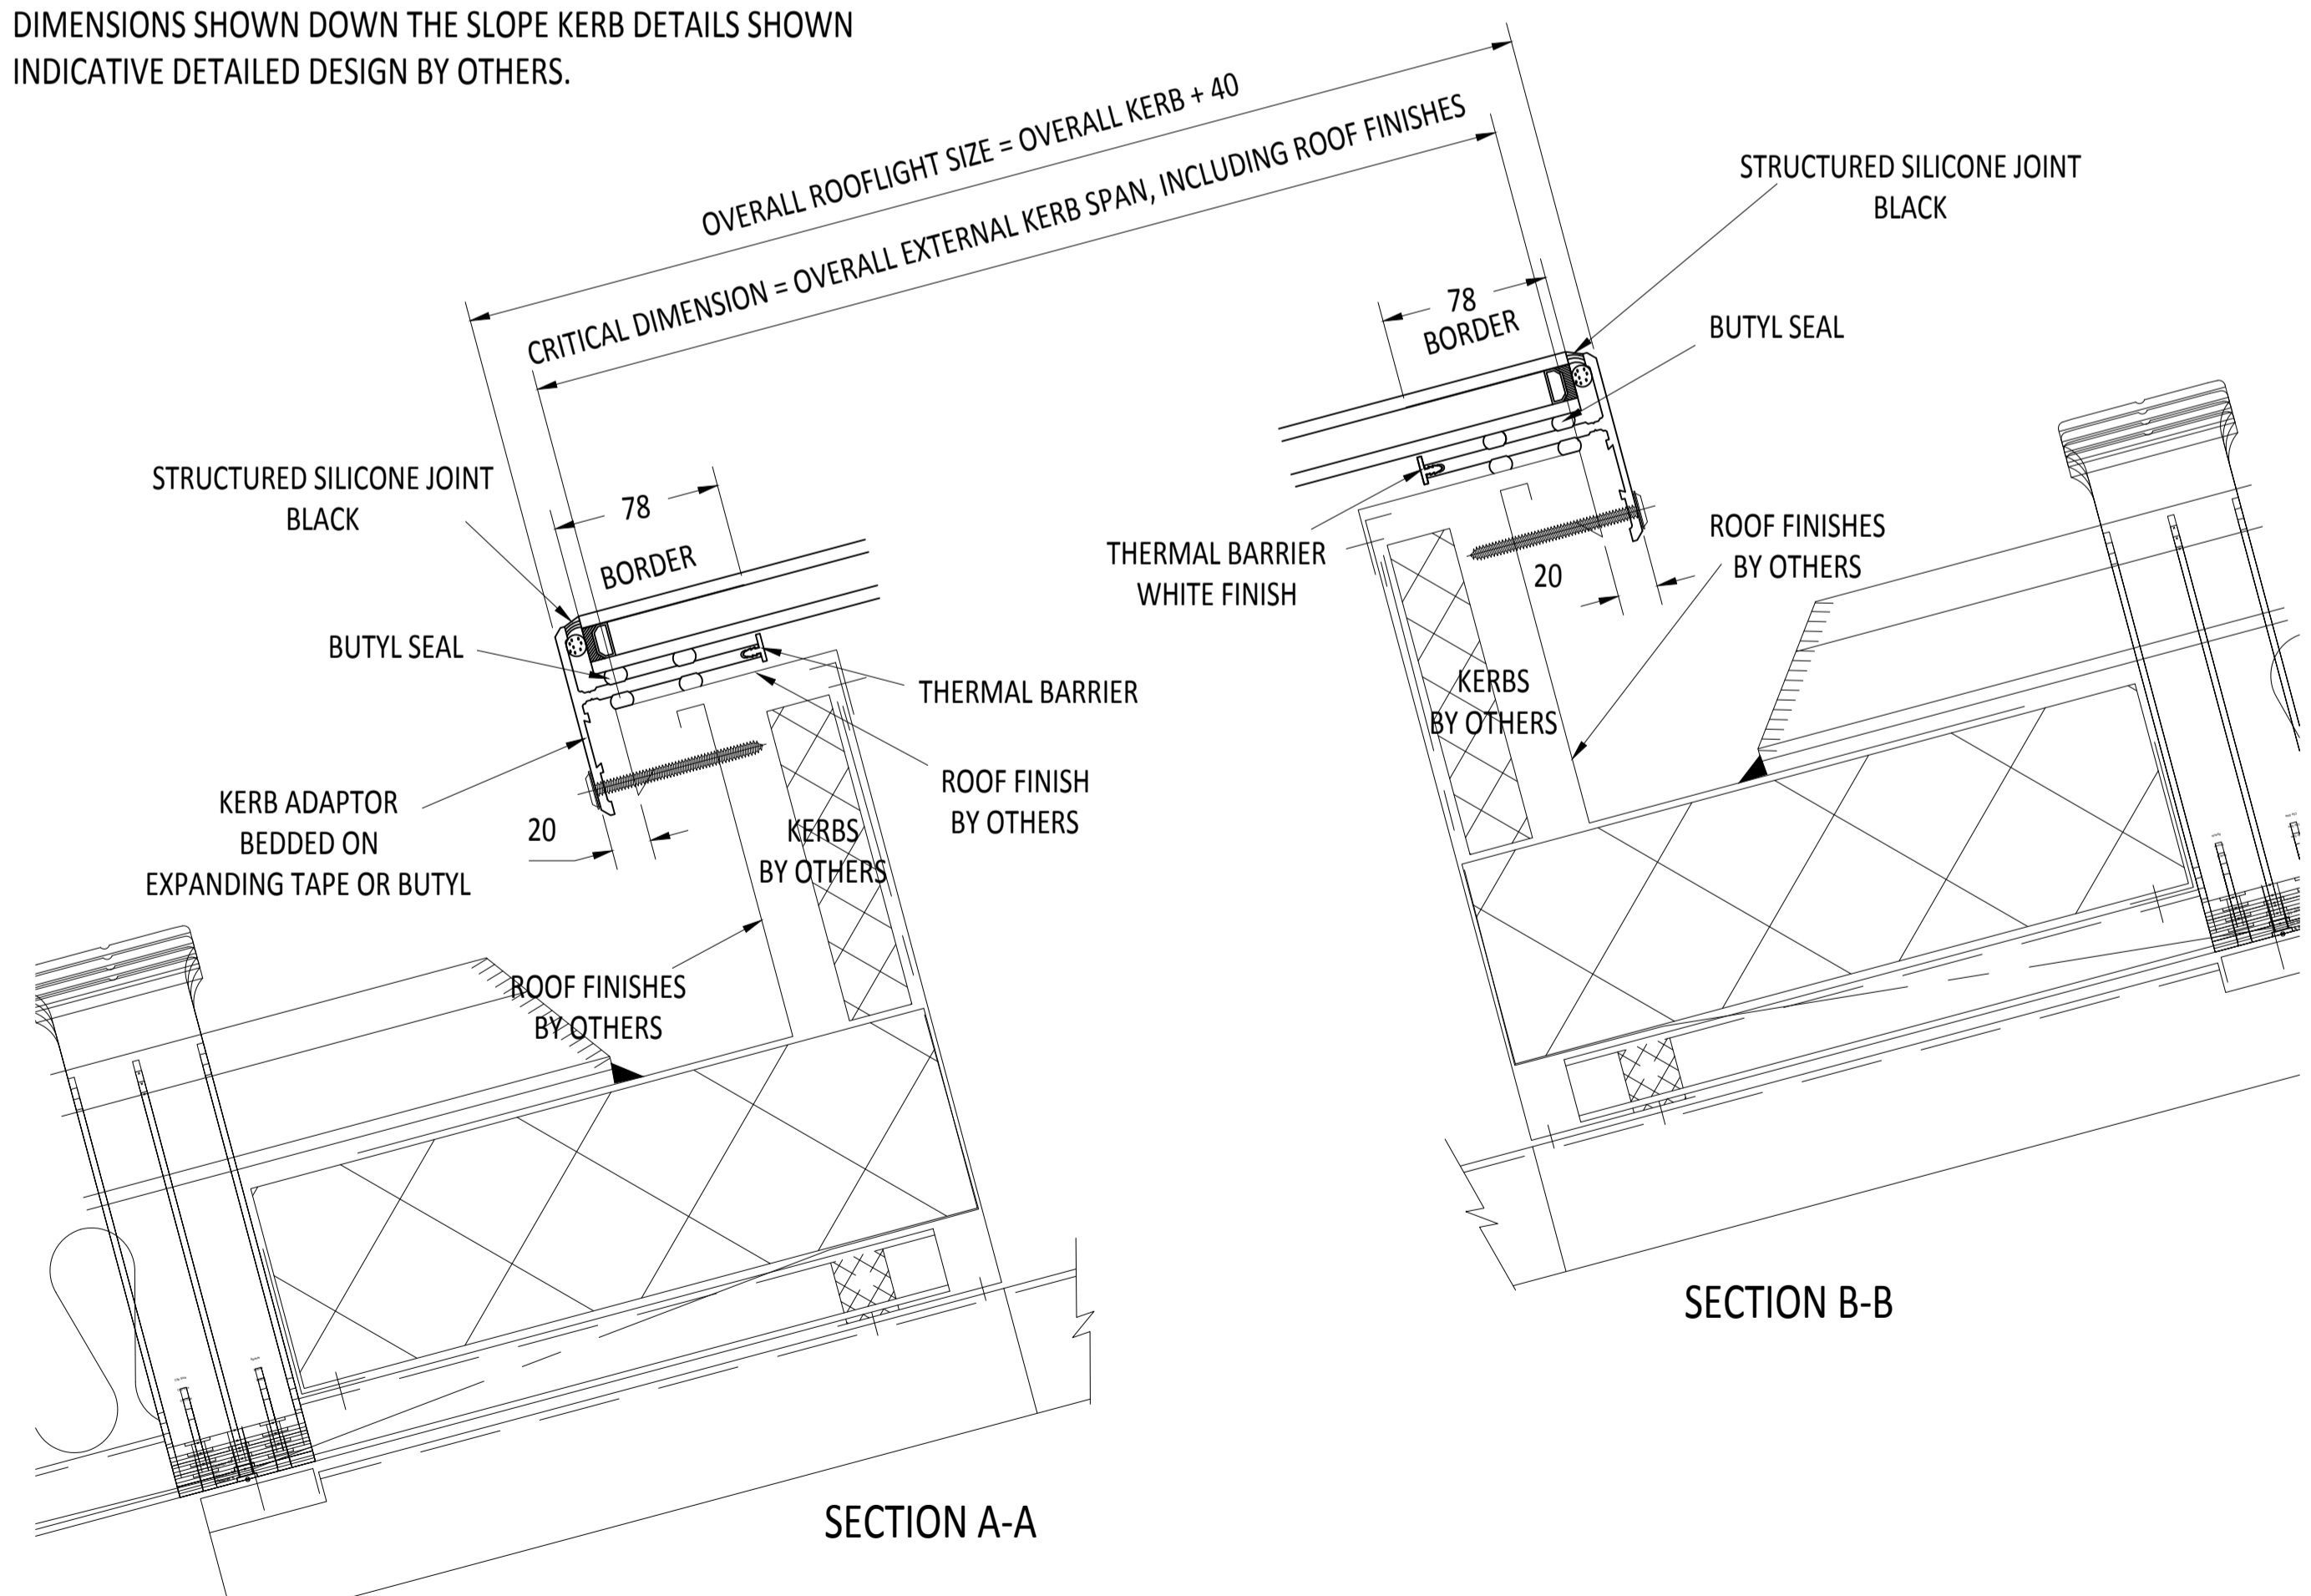 DIMENSIONS SHOWN DOWN THE SLOPE KERB DETAILS SHOWN
INDICATIVE DETAILED DESIGN BY OTHERS.
OVERALL ROOFLIGHT SIZE = OVERALL KERB + 40
CRITICAL DIMENSION = OVERALL EXTERNAL KERB SPAN, INCLUDING ROOF FINISHES
STRUCTURED SILICONE JOINT
BLACK
78
BORDER
BUTYL SEAL
THERMAL BARRIER
KERB ADAPTOR
BEDDED ON
EXPANDING TAPE OR BUTYL
20
ROOF FINISH
BY OTHERS
KERBS
BY OTHERS
ROOF FINISHES
BY OTHERS
SECTION A-A
STRUCTURED SILICONE JOINT
BLACK
78
BORDER
BUTYL SEAL
THERMAL BARRIER
WHITE FINISH
20
ROOF FINISHES
BY OTHERS
KERBS
BY OTHERS
SECTION B-B